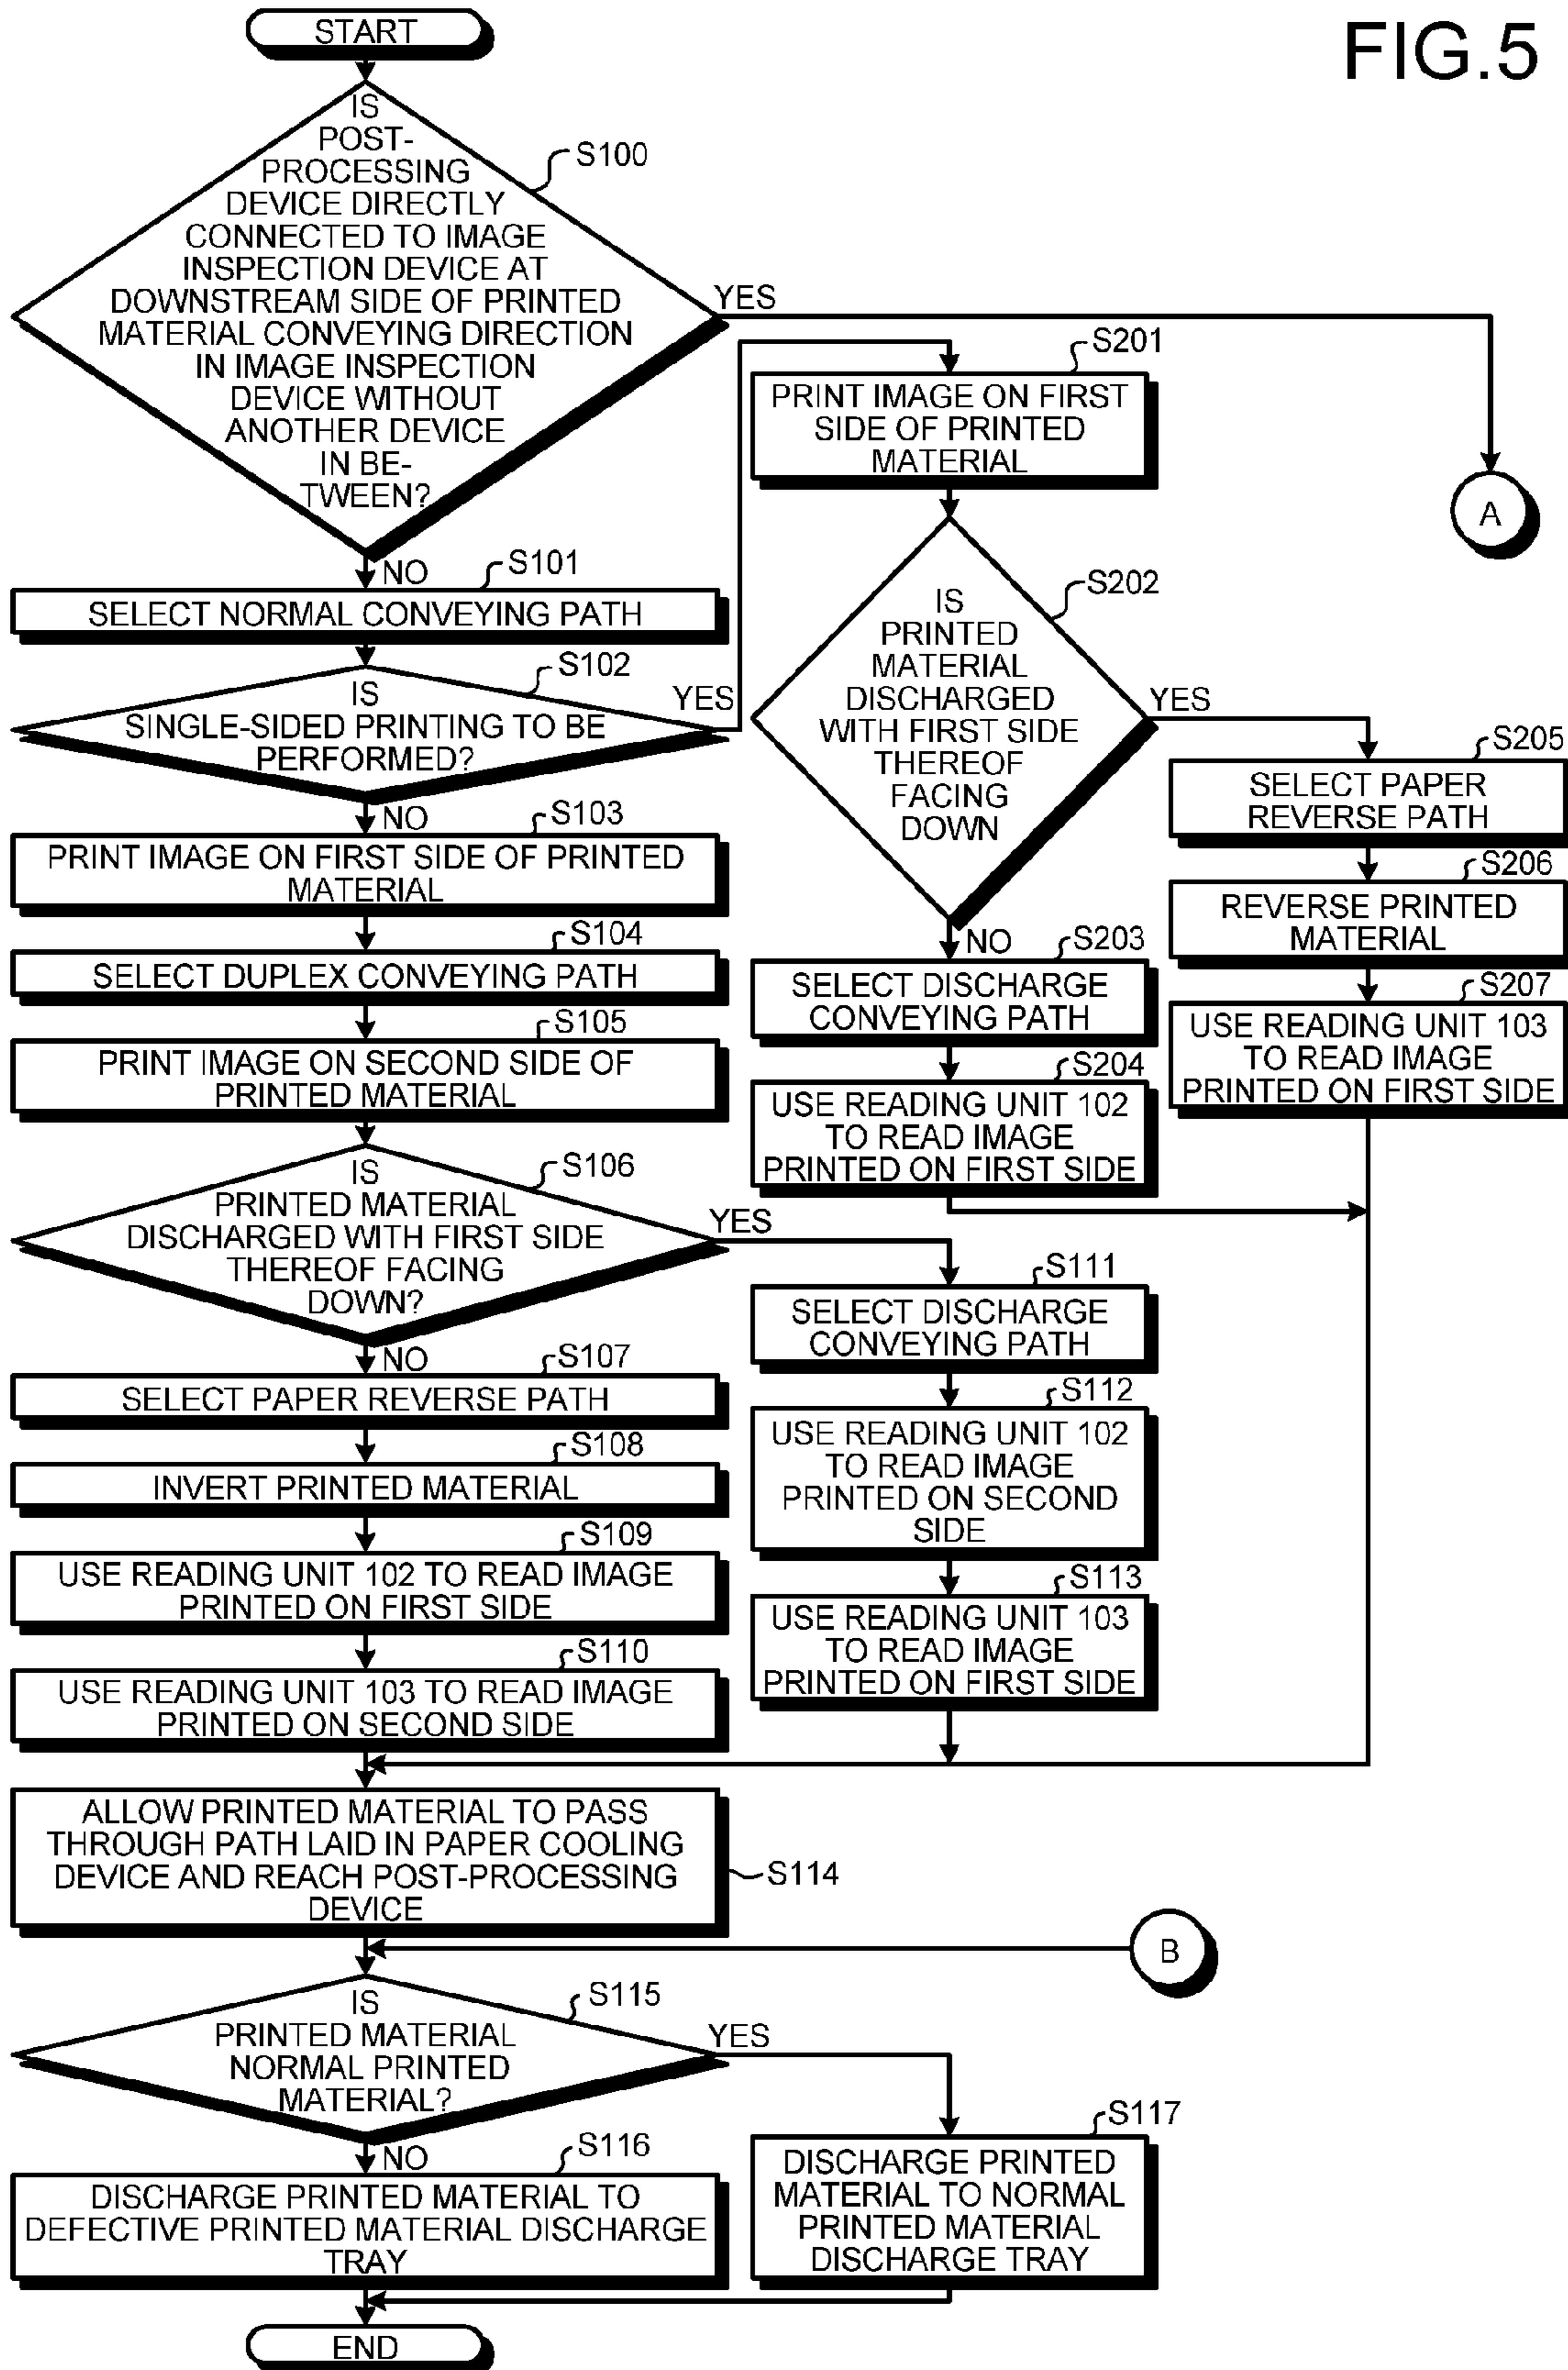 FIG.5
START
IS
POST-
PROCESSING
DEVICE DIRECTLY
CONNECTED TO IMAGE
INSPECTION DEVICE AT
DOWNSTREAM SIDE OF PRINTED
MATERIAL CONVEYING DIRECTION
IN IMAGE INSPECTION
DEVICE WITHOUT
ANOTHER DEVICE
IN BE-
TWEEN?
S100
YES
A
NO
S101
SELECT NORMAL CONVEYING PATH
S102
IS
SINGLE-SIDED PRINTING TO BE
PERFORMED?
YES
NO
S103
PRINT IMAGE ON FIRST SIDE OF PRINTED
MATERIAL
S104
SELECT DUPLEX CONVEYING PATH
S105
PRINT IMAGE ON SECOND SIDE OF
PRINTED MATERIAL
S106
IS
PRINTED MATERIAL
DISCHARGED WITH FIRST SIDE
THEREOF FACING
DOWN?
YES
NO
S107
SELECT PAPER REVERSE PATH
S108
INVERT PRINTED MATERIAL
S109
USE READING UNIT 102 TO READ IMAGE
PRINTED ON FIRST SIDE
S110
USE READING UNIT 103 TO READ IMAGE
PRINTED ON SECOND SIDE
S201
PRINT IMAGE ON FIRST
SIDE OF PRINTED
MATERIAL
S202
IS
PRINTED
MATERIAL
DISCHARGED
WITH FIRST SIDE
THEREOF
FACING
DOWN
YES
NO
S203
SELECT DISCHARGE
CONVEYING PATH
S204
USE READING UNIT 102
TO READ IMAGE
PRINTED ON FIRST SIDE
S205
SELECT PAPER
REVERSE PATH
S206
REVERSE PRINTED
MATERIAL
S207
USE READING UNIT 103
TO READ IMAGE
PRINTED ON FIRST SIDE
S111
SELECT DISCHARGE
CONVEYING PATH
S112
USE READING UNIT 102
TO READ IMAGE
PRINTED ON SECOND
SIDE
S113
USE READING UNIT 103
TO READ IMAGE
PRINTED ON FIRST SIDE
ALLOW PRINTED MATERIAL TO PASS
THROUGH PATH LAID IN PAPER COOLING
DEVICE AND REACH POST-PROCESSING
DEVICE
S114
B
IS
PRINTED MATERIAL
NORMAL PRINTED
MATERIAL?
S115
YES
NO
S116
DISCHARGE PRINTED MATERIAL TO
DEFECTIVE PRINTED MATERIAL DISCHARGE
TRAY
S117
DISCHARGE PRINTED
MATERIAL TO NORMAL
PRINTED MATERIAL
DISCHARGE TRAY
END